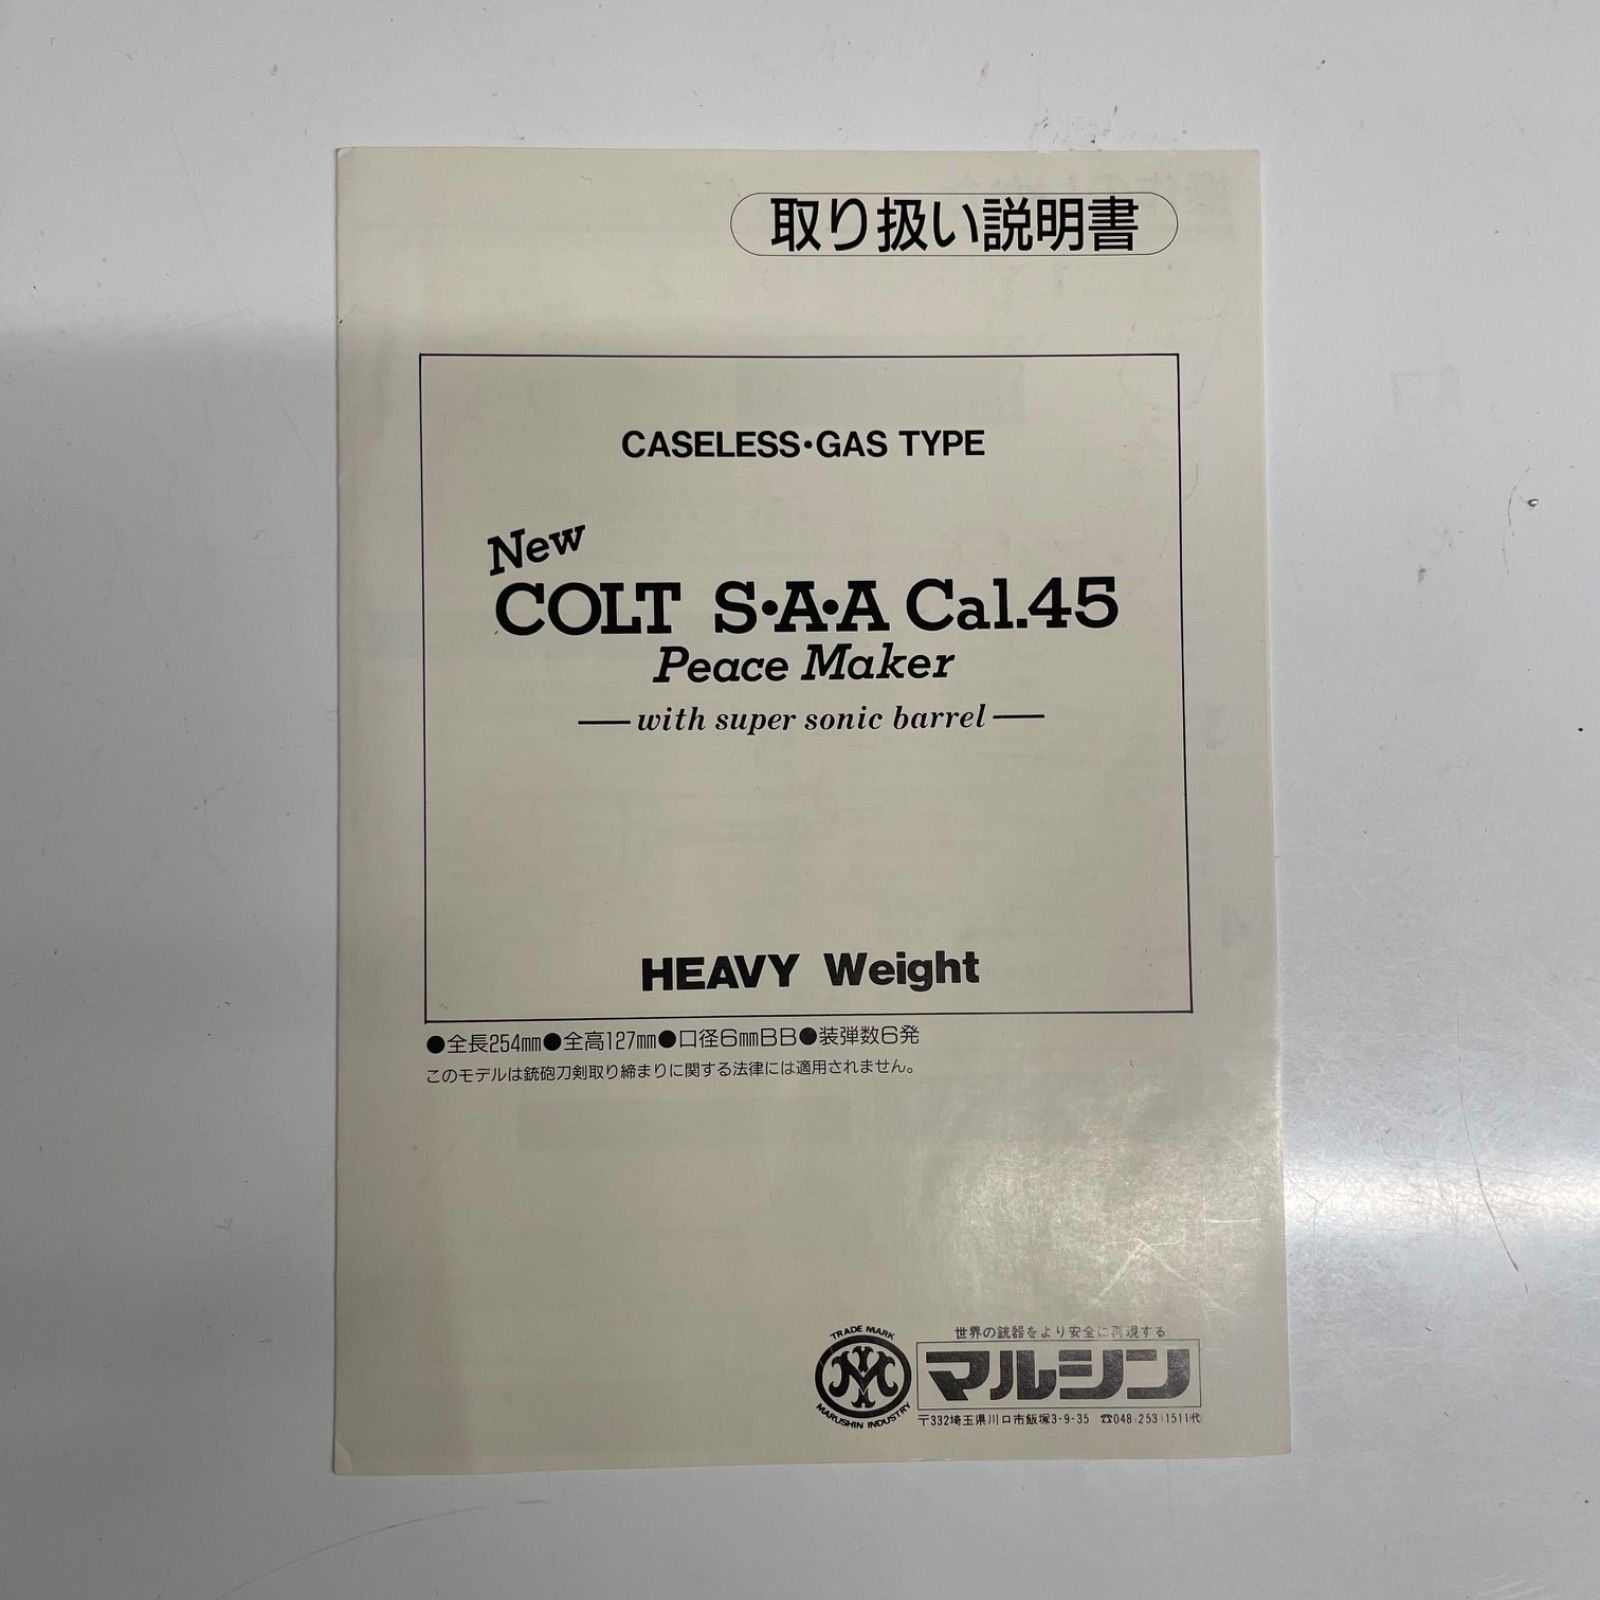 取り扱い説明書
CASELESS・GAS TYPE
New
COLT S・A・A Cal.45
Peace Maker
—with super sonic barrel—
HEAVY Weight
●全長254㎜●全高127㎜●口径6㎜BB●装弾数6発
このモデルは銃砲刀剣取り締まりに関する法律には適用されません。
TRADE MARK
MARUSHIN INDUSTRY
世界の銃器をより安全に再現する
マルシン
〒332埼玉県川口市飯塚3-9-35 ☎048(253)1511㈹